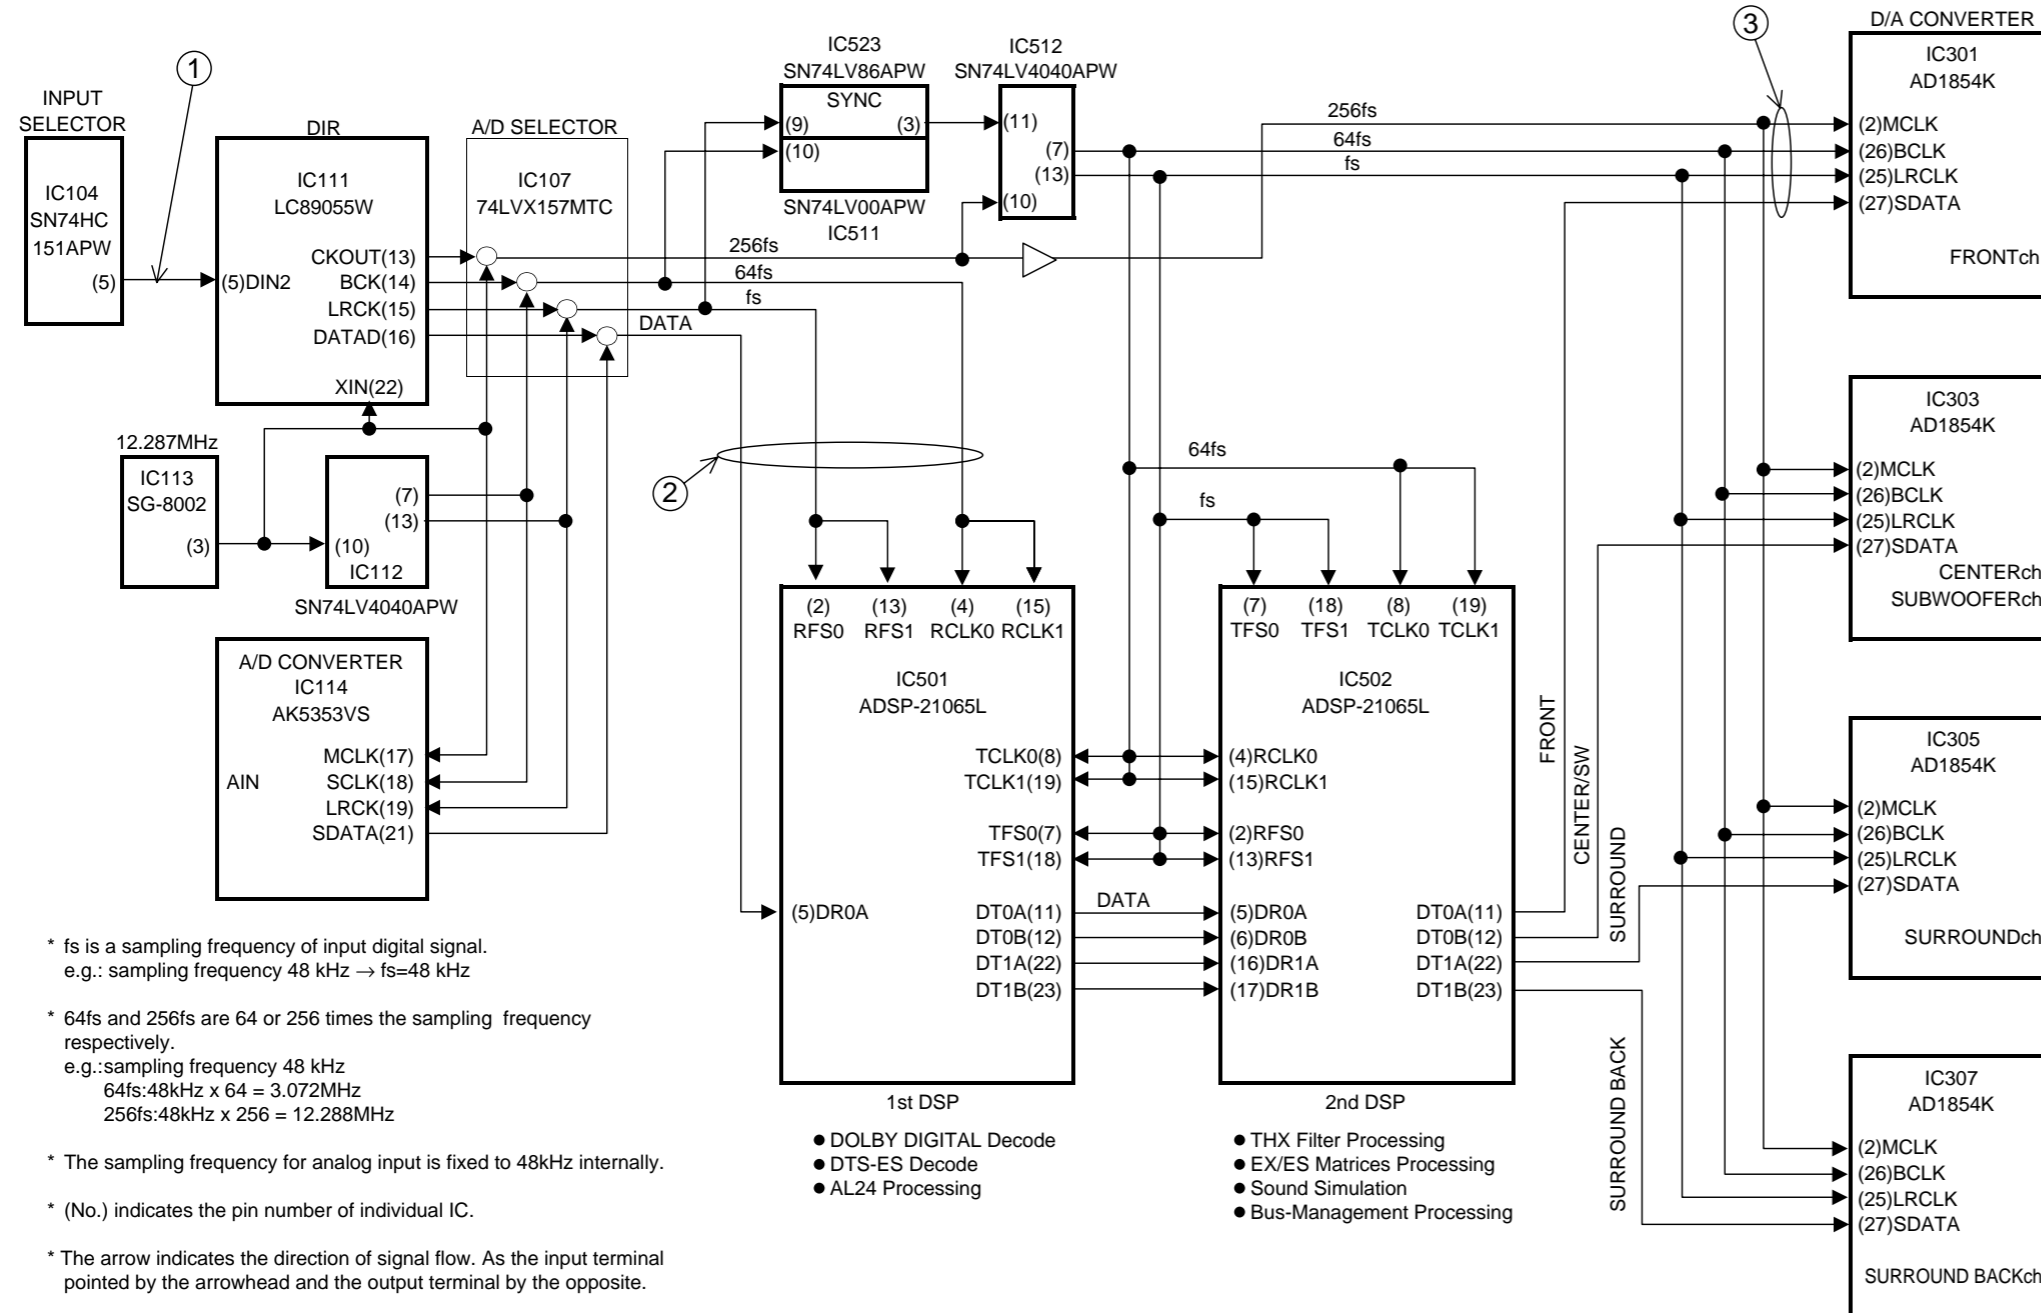 INPUT
SELECTOR
IC104
SN74HC
151APW
(5)
1
DIR
IC111
LC89055W
(5)DIN2
CKOUT(13)
BCK(14)
LRCK(15)
DATAD(16)
XIN(22)
A/D SELECTOR
IC107
74LVX157MTC
256fs
64fs
fs
DATA
IC523
SN74LV86APW
SYNC
(9)
(3)
(10)
SN74LV00APW
IC511
IC512
SN74LV4040APW
(11)
(7)
(13)
(10)
256fs
64fs
fs
3
D/A CONVERTER
IC301
AD1854K
(2)MCLK
(26)BCLK
(25)LRCLK
(27)SDATA
FRONTch
12.287MHz
IC113
SG-8002
(3)
(7)
(13)
(10)
IC112
SN74LV4040APW
2
64fs
fs
IC303
AD1854K
(2)MCLK
(26)BCLK
(25)LRCLK
(27)SDATA
CENTERch
SUBWOOFERch
A/D CONVERTER
IC114
AK5353VS
AIN
MCLK(17)
SCLK(18)
LRCK(19)
SDATA(21)
(2) (13) (4) (15)
RFS0 RFS1 RCLK0 RCLK1
IC501
ADSP-21065L
TCLK0(8)
TCLK1(19)
TFS0(7)
TFS1(18)
(5)DR0A
DT0A(11)
DT0B(12)
DT1A(22)
DT1B(23)
DATA
1st DSP
● DOLBY DIGITAL Decode
● DTS-ES Decode
● AL24 Processing
(7) (18) (8) (19)
TFS0 TFS1 TCLK0 TCLK1
IC502
ADSP-21065L
(4)RCLK0
(15)RCLK1
(2)RFS0
(13)RFS1
(5)DR0A
(6)DR0B
(16)DR1A
(17)DR1B
DT0A(11)
DT0B(12)
DT1A(22)
DT1B(23)
2nd DSP
● THX Filter Processing
● EX/ES Matrices Processing
● Sound Simulation
● Bus-Management Processing
FRONT
CENTER/SW
SURROUND
SURROUND BACK
IC305
AD1854K
(2)MCLK
(26)BCLK
(25)LRCLK
(27)SDATA
SURROUNDch
IC307
AD1854K
(2)MCLK
(26)BCLK
(25)LRCLK
(27)SDATA
SURROUND BACKch
* fs is a sampling frequency of input digital signal.
e.g.: sampling frequency 48 kHz → fs=48 kHz
* 64fs and 256fs are 64 or 256 times the sampling frequency
respectively.
e.g.:sampling frequency 48 kHz
64fs:48kHz x 64 = 3.072MHz
256fs:48kHz x 256 = 12.288MHz
* The sampling frequency for analog input is fixed to 48kHz internally.
* (No.) indicates the pin number of individual IC.
* The arrow indicates the direction of signal flow. As the input terminal
pointed by the arrowhead and the output terminal by the opposite.